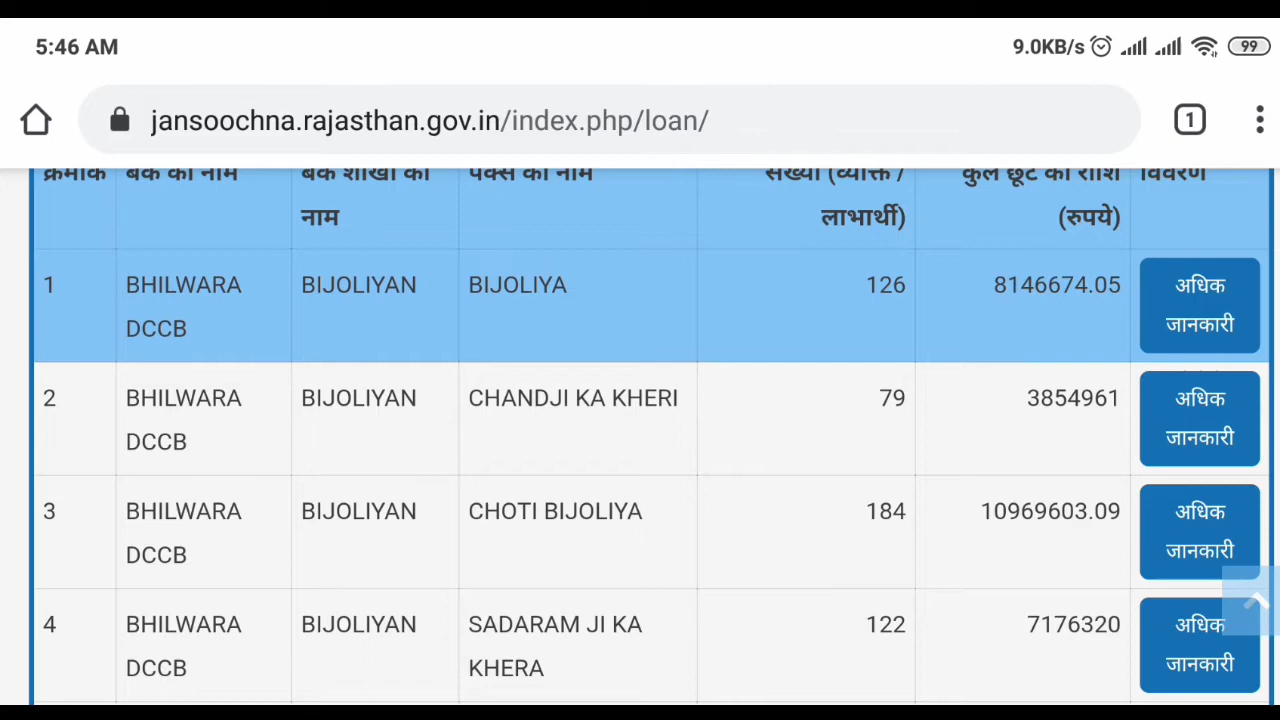 5:46 AM 9.0KB/s 99
jansoochna.rajasthan.gov.in/index.php/loan/ 1
क्रमांक बैंक का नाम बैंक शाखा का पैक्स का नाम संख्या (व्यक्ति / कुल छूट की राशि विवरण
नाम लाभार्थी) (रुपये)
1 BHILWARA BIJOLIYAN BIJOLIYA 126 8146674.05 अधिक
DCCB जानकारी
2 BHILWARA BIJOLIYAN CHANDJI KA KHERI 79 3854961 अधिक
DCCB जानकारी
3 BHILWARA BIJOLIYAN CHOTI BIJOLIYA 184 10969603.09 अधिक
DCCB जानकारी
4 BHILWARA BIJOLIYAN SADARAM JI KA 122 7176320 अधिक
DCCB KHERA जानकारी